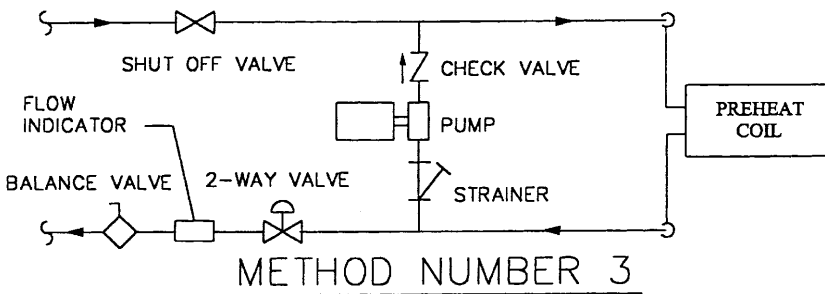 SHUT OFF VALVE
CHECK VALVE
FLOW
INDICATOR
PUMP
PREHEAT
COIL
BALANCE VALVE
2-WAY VALVE
STRAINER
METHOD NUMBER 3